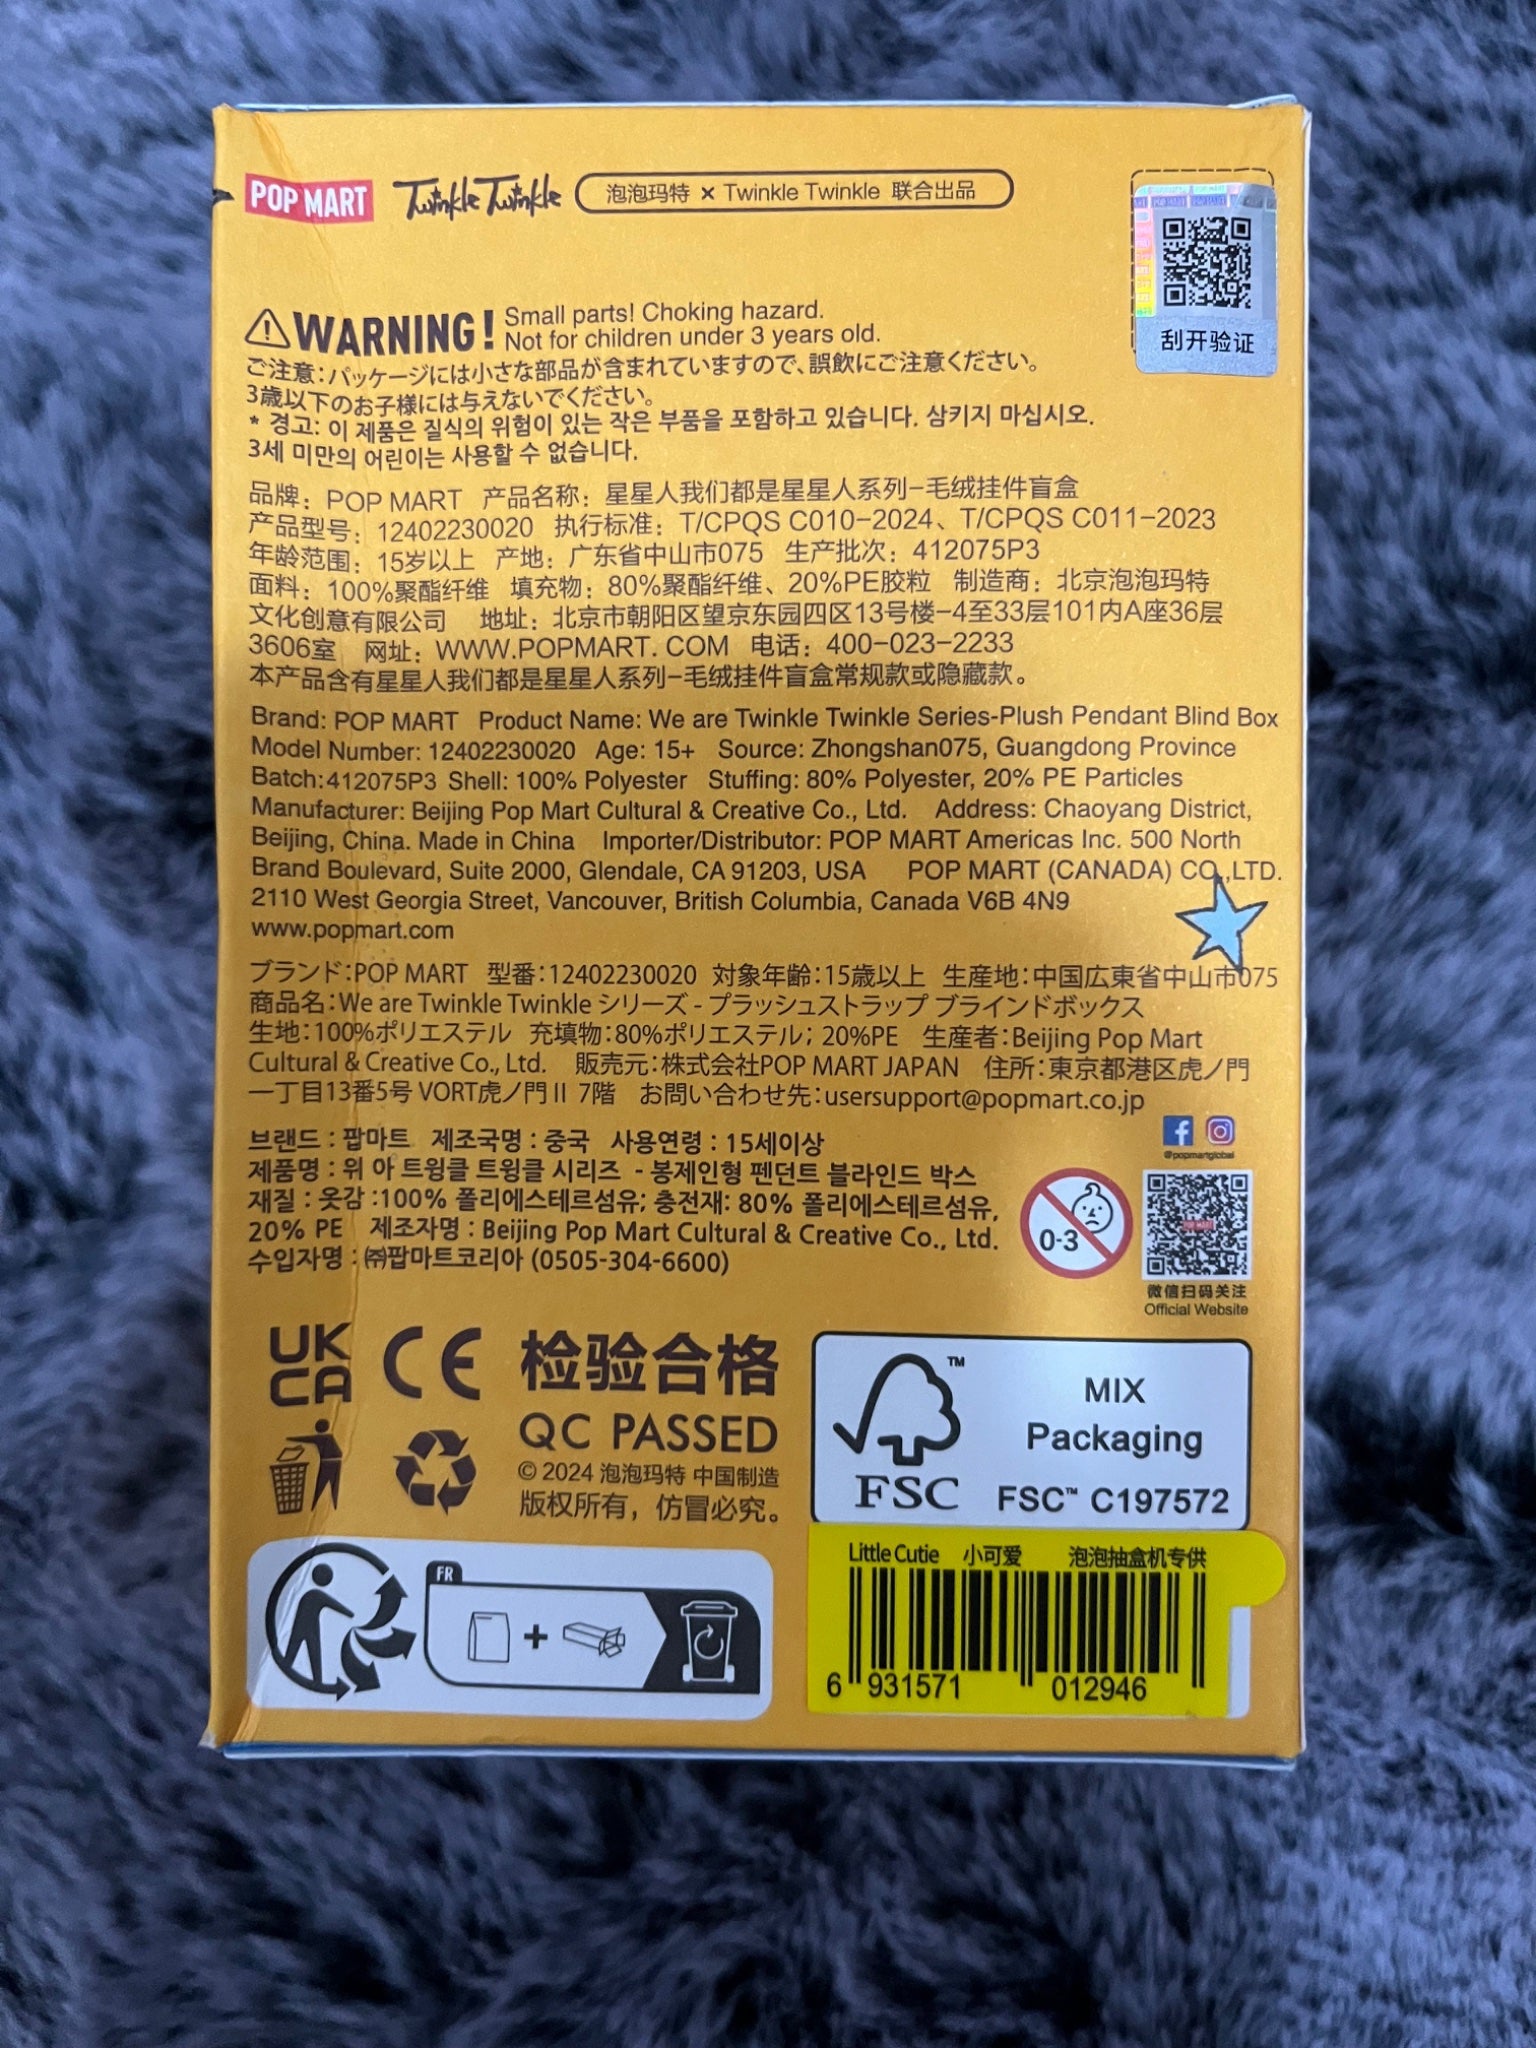 POP MART Twinkle Twinkle 泡泡玛特 × Twinkle Twinkle 联合出品
刮开验证
WARNING! Small parts! Choking hazard.
Not for children under 3 years old.
ご注意:パッケージには小さな部品が含まれていますので、誤飲にご注意ください。
3歳以下のお子様には与えないでください。
* 경고: 이 제품은 질식의 위험이 있는 작은 부품을 포함하고 있습니다. 삼키지 마십시오.
3세 미만의 어린이는 사용할 수 없습니다.
品牌：POP MART 产品名称：星星人我们都是星星人系列-毛绒挂件盲盒
产品型号：12402230020 执行标准：T/CPQS C010-2024、T/CPQS C011-2023
年龄范围：15岁以上 产地：广东省中山市075 生产批次：412075P3
面料：100%聚酯纤维 填充物：80%聚酯纤维、20%PE胶粒 制造商：北京泡泡玛特
文化创意有限公司 地址：北京市朝阳区望京东园四区13号楼-4至33层101内A座36层
3606室 网址：WWW.POPMART. COM 电话：400-023-2233
本产品含有星星人我们都是星星人系列-毛绒挂件盲盒常规款或隐藏款。
Brand: POP MART Product Name: We are Twinkle Twinkle Series-Plush Pendant Blind Box
Model Number: 12402230020 Age: 15+ Source: Zhongshan075, Guangdong Province
Batch:412075P3 Shell: 100% Polyester Stuffing: 80% Polyester, 20% PE Particles
Manufacturer: Beijing Pop Mart Cultural & Creative Co., Ltd. Address: Chaoyang District,
Beijing, China. Made in China Importer/Distributor: POP MART Americas Inc. 500 North
Brand Boulevard, Suite 2000, Glendale, CA 91203, USA POP MART (CANADA) CO.,LTD.
2110 West Georgia Street, Vancouver, British Columbia, Canada V6B 4N9
www.popmart.com
ブランド:POP MART 型番:12402230020 対象年齢:15歳以上 生産地:中国広東省中山市075
商品名:We are Twinkle Twinkle シリーズ - プラッシュストラップ ブラインドボックス
生地:100%ポリエステル 充填物:80%ポリエステル; 20%PE 生産者:Beijing Pop Mart
Cultural & Creative Co., Ltd. 販売元:株式会社POP MART JAPAN 住所:東京都港区虎ノ門
一丁目13番5号 VORT虎ノ門 II 7階 お問い合わせ先:usersupport@popmart.co.jp
브랜드 : 팝마트 제조국명 : 중국 사용연령 : 15세이상
제품명 : 위 아 트윙클 트윙클 시리즈 - 봉제인형 펜던트 블라인드 박스
재질 : 옷감 :100% 폴리에스테르섬유; 충전재: 80% 폴리에스테르섬유,
20% PE 제조자명 : Beijing Pop Mart Cultural & Creative Co., Ltd.
수입자명 : ㈜팝마트코리아 (0505-304-6600)
@popmartglobal
0-3
POP MART
微信扫码关注
Official Website
UK
CA
CE
检验合格
QC PASSED
© 2024 泡泡玛特 中国制造
版权所有，仿冒必究。
FSC
TM
MIX
Packaging
FSC™ C197572
FR
Little Cutie 小可爱 泡泡抽盒机专供
6 931571 012946